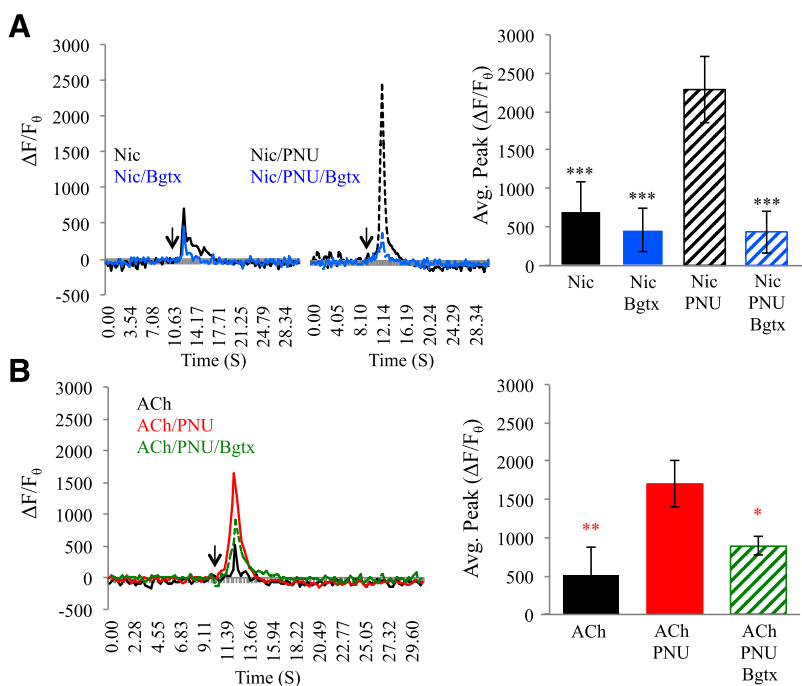 A
3000
2500
2000
1500
1000
500
0
-500
ΔF/Fθ
Nic
Nic/Bgtx
Nic/PNU
Nic/PNU/Bgtx
0.00 3.54 7.08 10.63 14.17 17.71 21.25 24.79 28.34
0.00 4.05 8.10 12.14 16.19 20.24 24.29 28.34
Time (S)
Time (S)
3000
2500
2000
1500
1000
500
0
Avg. Peak (ΔF/Fθ)
***
***
***
Nic
Nic
Bgtx
Nic
PNU
Nic
PNU
Bgtx
B
3000
2500
2000
1500
1000
500
0
-500
ΔF/Fθ
ACh
ACh/PNU
ACh/PNU/Bgtx
0.00 2.28 4.55 6.83 9.11 11.39 13.66 15.94 18.22 20.49 22.77 25.05 27.32 29.60
Time (S)
3000
2500
2000
1500
1000
500
0
Avg. Peak (ΔF/Fθ)
**
*
ACh
ACh
PNU
ACh
PNU
Bgtx